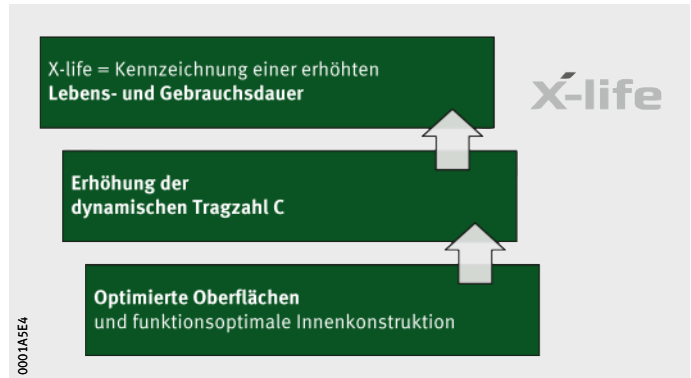 X-life = Kennzeichnung einer erhöhten
Lebens- und Gebrauchsdauer
X-life
Erhöhung der
dynamischen Tragzahl C
Optimierte Oberflächen
und funktionsoptimale Innenkonstruktion
0001A5E4